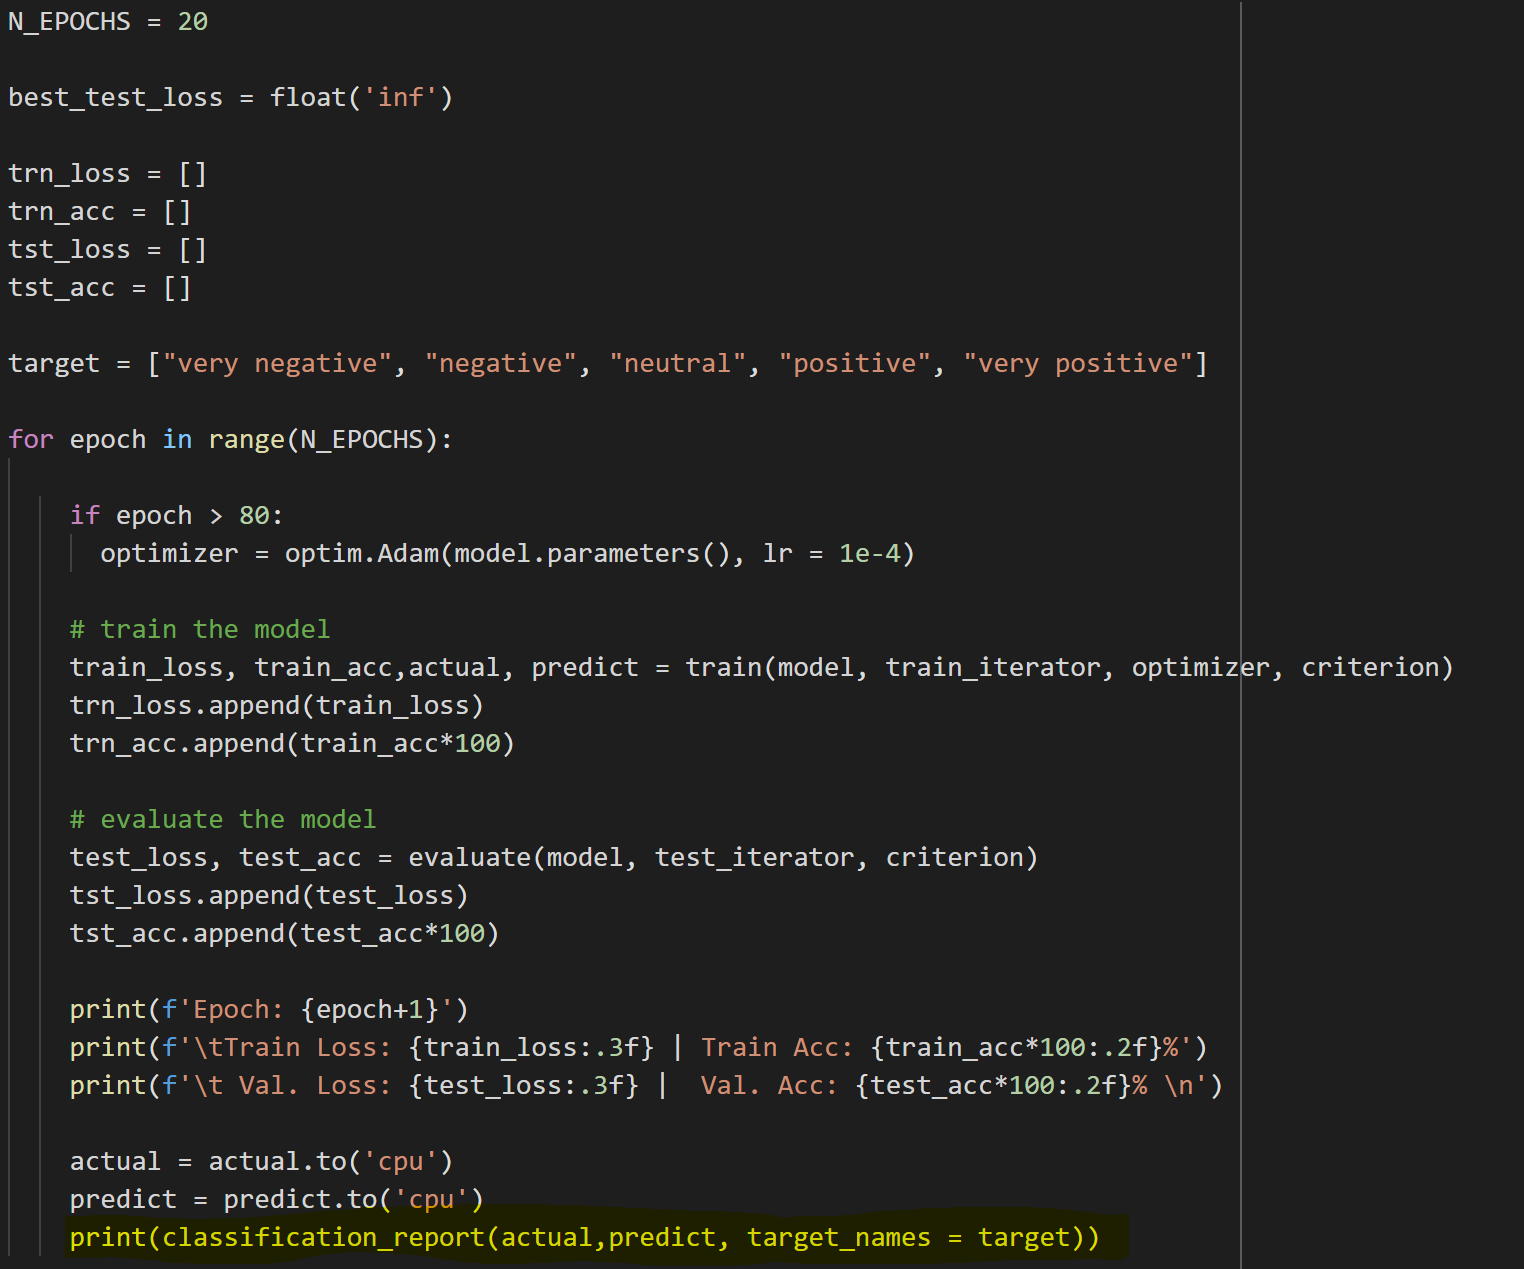 N_EPOCHS = 20
best_test_loss = float('inf')
trn_loss = []
trn_acc = []
tst_loss = []
tst_acc = []
target = ["very negative", "negative", "neutral", "positive", "very positive"]
for epoch in range(N_EPOCHS):
if epoch > 80:
optimizer = optim.Adam(model.parameters(), lr = 1e-4)
# train the model
train_loss, train_acc,actual, predict = train(model, train_iterator, optimizer, criterion)
trn_loss.append(train_loss)
trn_acc.append(train_acc*100)
# evaluate the model
test_loss, test_acc = evaluate(model, test_iterator, criterion)
tst_loss.append(test_loss)
tst_acc.append(test_acc*100)
print(f'Epoch: {epoch+1}')
print(f'\tTrain Loss: {train_loss:.3f} | Train Acc: {train_acc*100:.2f}%')
print(f'\t Val. Loss: {test_loss:.3f} |  Val. Acc: {test_acc*100:.2f}% \n')
actual = actual.to('cpu')
predict = predict.to('cpu')
print(classification_report(actual,predict, target_names = target))